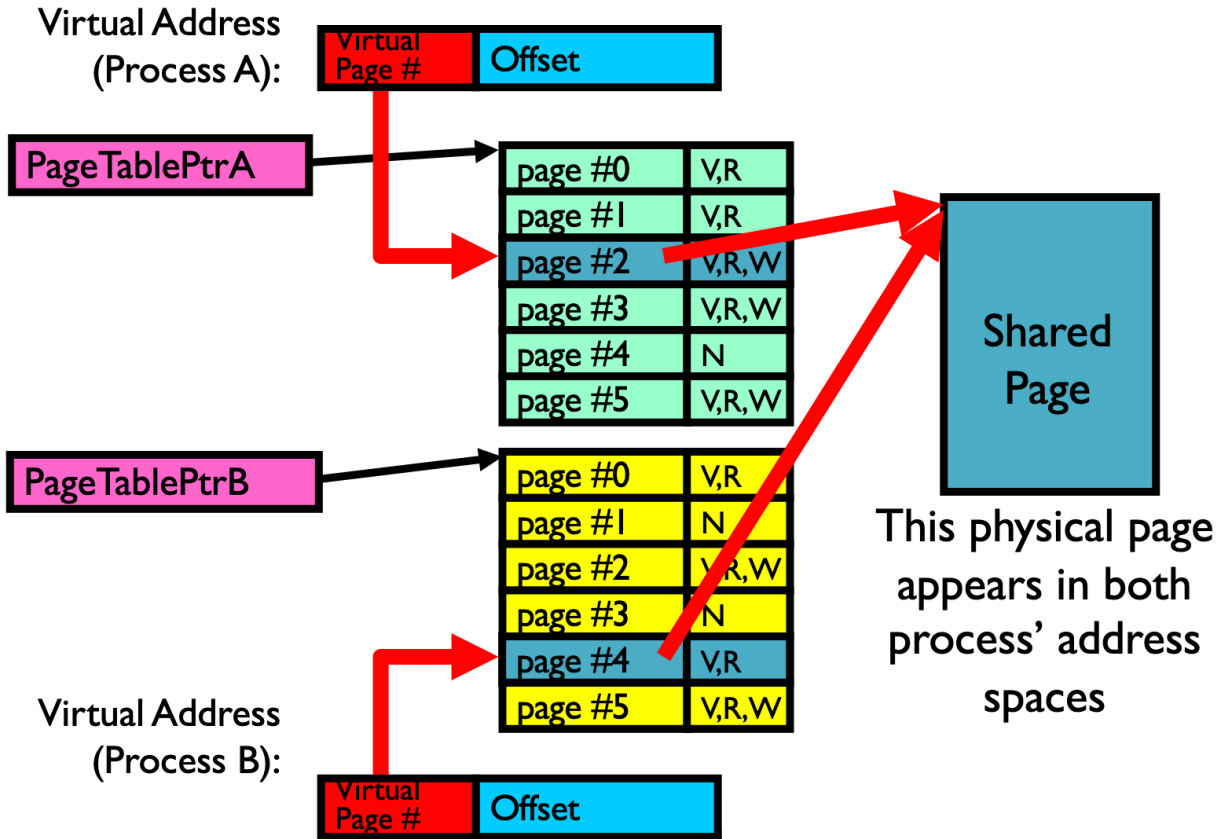 Virtual Address
(Process A):
Virtual
Page #
Offset
PageTablePtrA
page #0 V,R
page #1 V,R
page #2 V,R,W
page #3 V,R,W
page #4 N
page #5 V,R,W
Shared
Page
PageTablePtrB
page #0 V,R
page #1 N
page #2 V,R,W
page #3 N
page #4 V,R
page #5 V,R,W
This physical page
appears in both
process’ address
spaces
Virtual Address
(Process B):
Virtual
Page #
Offset